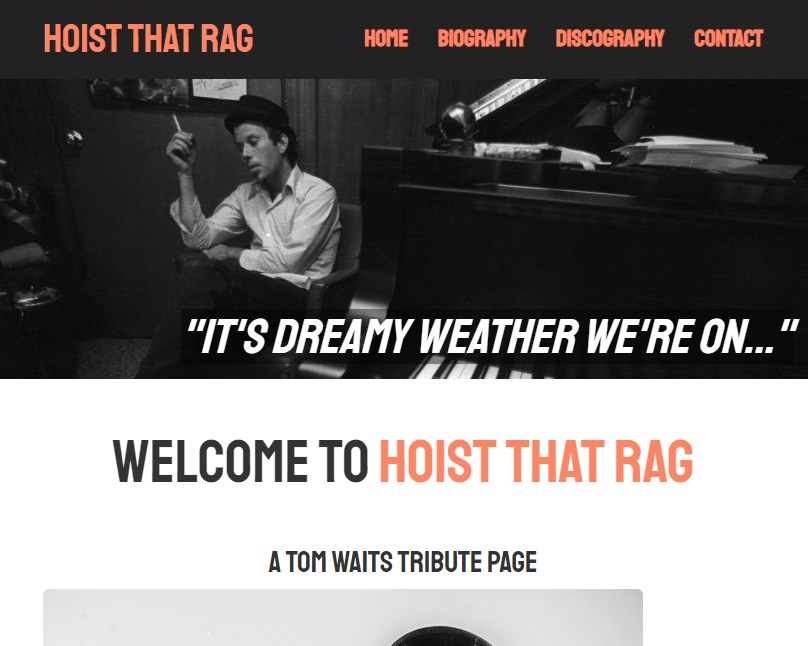 HOIST THAT RAG
HOME BIOGRAPHY DISCOGRAPHY CONTACT
"IT'S DREAMY WEATHER WE'RE ON..."
WELCOME TO HOIST THAT RAG
A TOM WAITS TRIBUTE PAGE